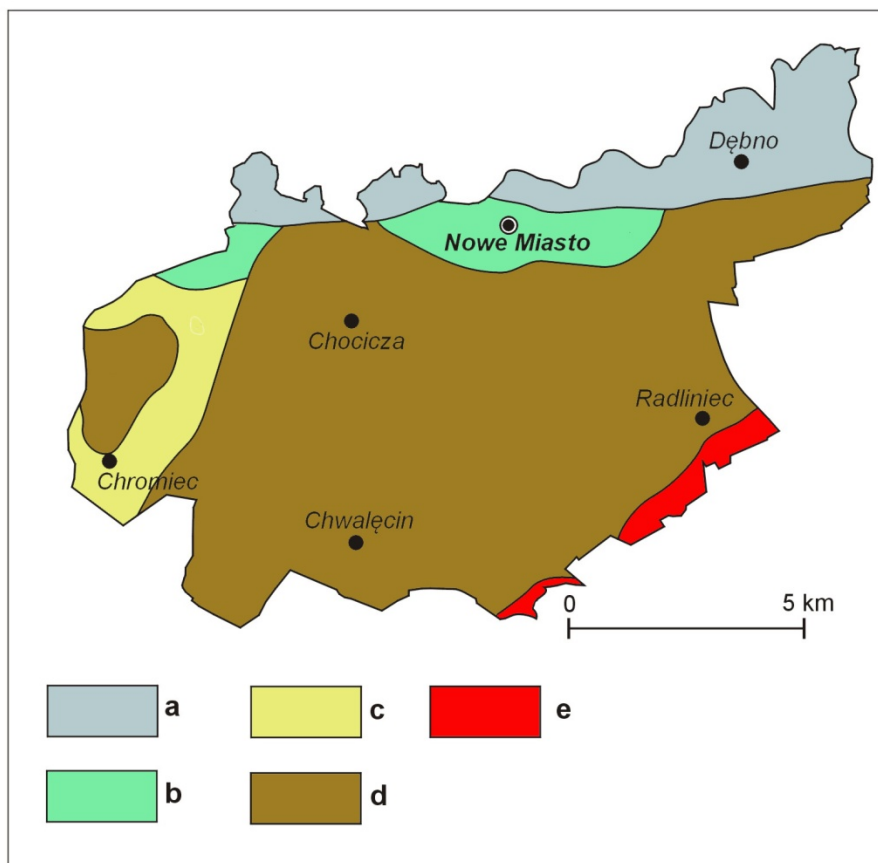 Dębno
Nowe Miasto
Chocicza
Radliniec
Chromiec
Chwalęcin
0 5 km
a c e
b d